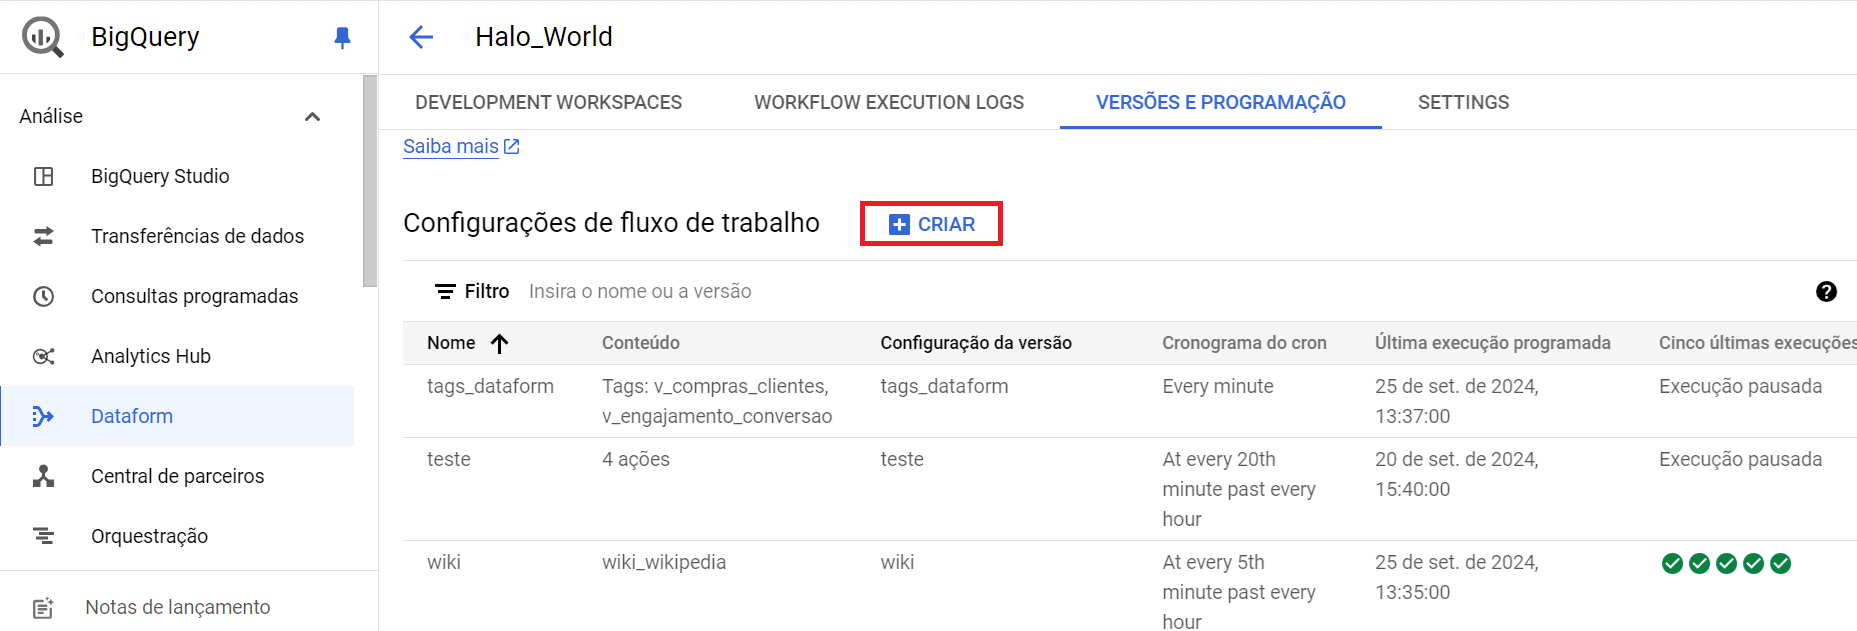 BigQuery
Halo_World
Análise
BigQuery Studio
Transferências de dados
Consultas programadas
Analytics Hub
Dataform
Central de parceiros
Orquestração
Notas de lançamento
DEVELOPMENT WORKSPACES
WORKFLOW EXECUTION LOGS
VERSÕES E PROGRAMAÇÃO
SETTINGS
Saiba mais
Configurações de fluxo de trabalho
CRIAR
Filtro Insira o nome ou a versão
Nome Conteúdo Configuração da versão Cronograma do cron Última execução programada Cinco últimas execuções
tags_dataform
Tags: v_compras_clientes,
v_engajamento_conversao
tags_dataform
Every minute
25 de set. de 2024,
13:37:00
Execução pausada
teste
4 ações
teste
At every 20th
minute past every
hour
20 de set. de 2024,
15:40:00
Execução pausada
wiki
wiki_wikipedia
wiki
At every 5th
minute past every
hour
25 de set. de 2024,
13:35:00